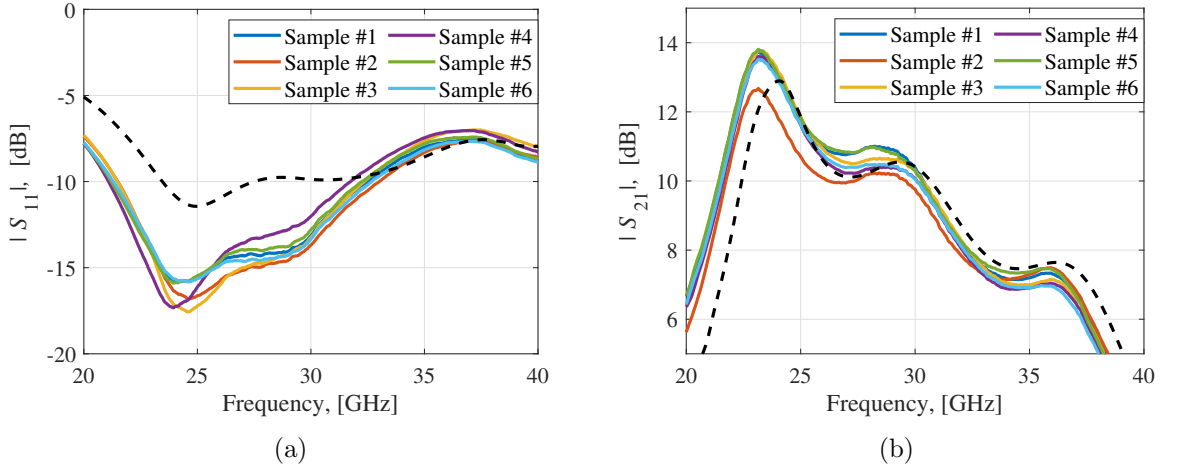 0
-5
-10
-15
-20
20 25 30 35 40
| S 11 |, [dB]
Frequency, [GHz]
Sample #1 Sample #4
Sample #2 Sample #5
Sample #3 Sample #6
(a)
14
12
10
8
6
20 25 30 35 40
| S 21 |, [dB]
Frequency, [GHz]
Sample #1 Sample #4
Sample #2 Sample #5
Sample #3 Sample #6
(b)